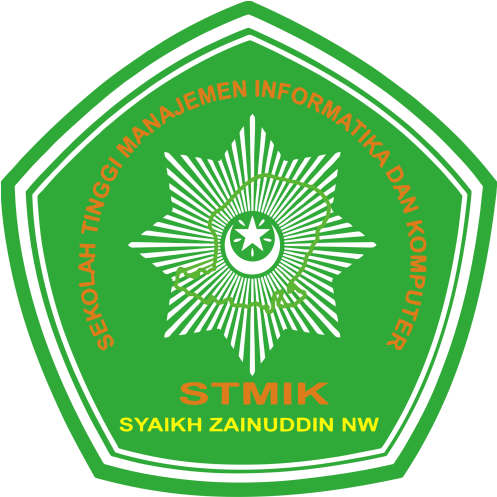 SEKOLAH TINGGI MANAJEMEN INFORMATIKA DAN KOMPUTER
STMIK
SYAIKH ZAINUDDIN NW